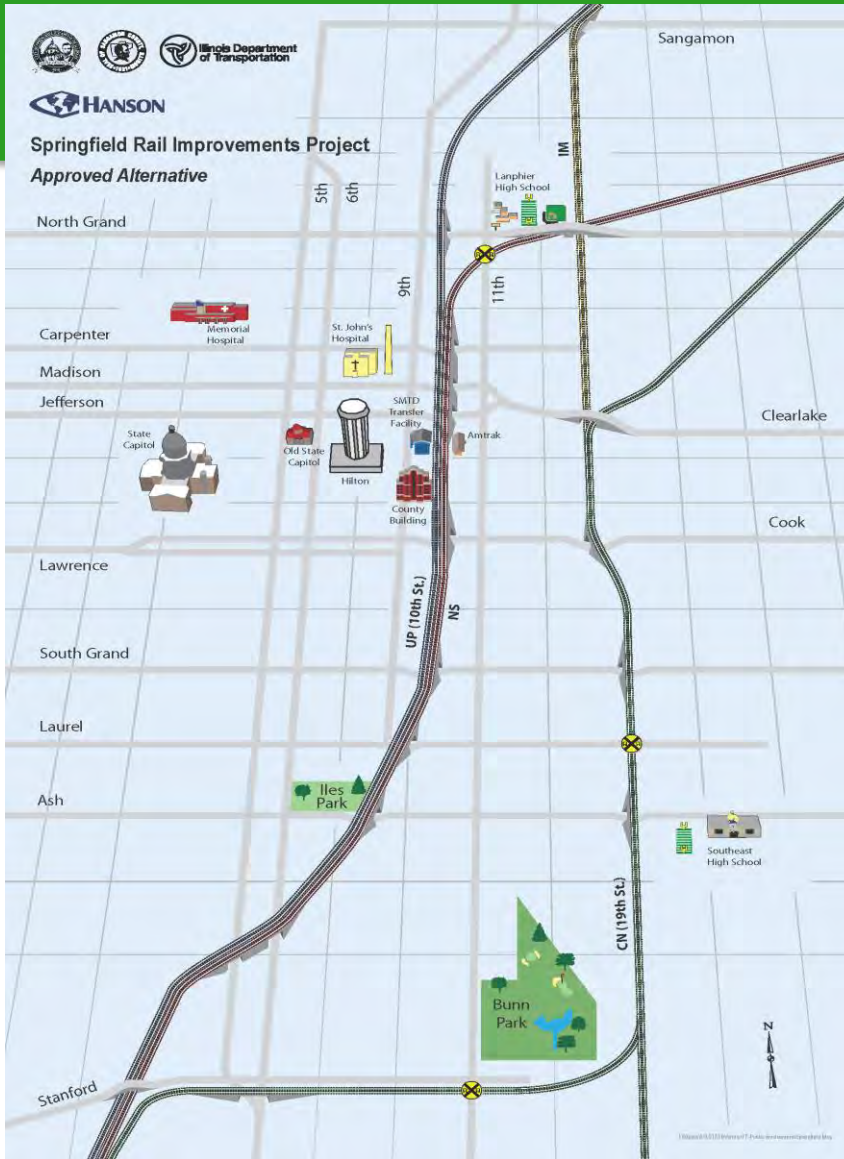 Illinois Department
of Transportation
HANSON
Springfield Rail Improvements Project
Approved Alternative
Sangamon
IM
5th
6th
Lanphier
High School
North Grand
9th
11th
Memorial
Hospital
St. John's
Hospital
Carpenter
Madison
Jefferson
SMTD
Transfer
Facility
Clearlake
State
Capitol
Old State
Capitol
Hilton
Amtrak
County
Building
Cook
Lawrence
UP (10th St.)
NS
South Grand
Laurel
Iles
Park
Ash
Southeast
High School
CN (19th St.)
Bunn
Park
N
Stanford